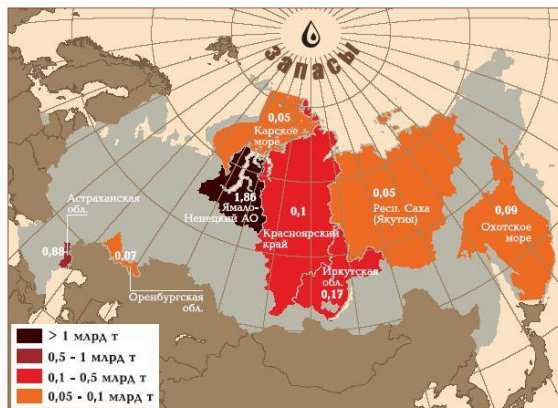 запасы
0,05
Карское
море
1,86
Ямало-
Ненецкий АО
0,1
Красноярский
край
0,05
Респ. Саха
(Якутия)
0,09
Охотское
море
Астраханская
обл.
0,88
0,07
Оренбургская
обл.
Иркутская
обл.
0,17
> 1 млрд т
0,5 - 1 млрд т
0,1 - 0,5 млрд т
0,05 - 0,1 млрд т